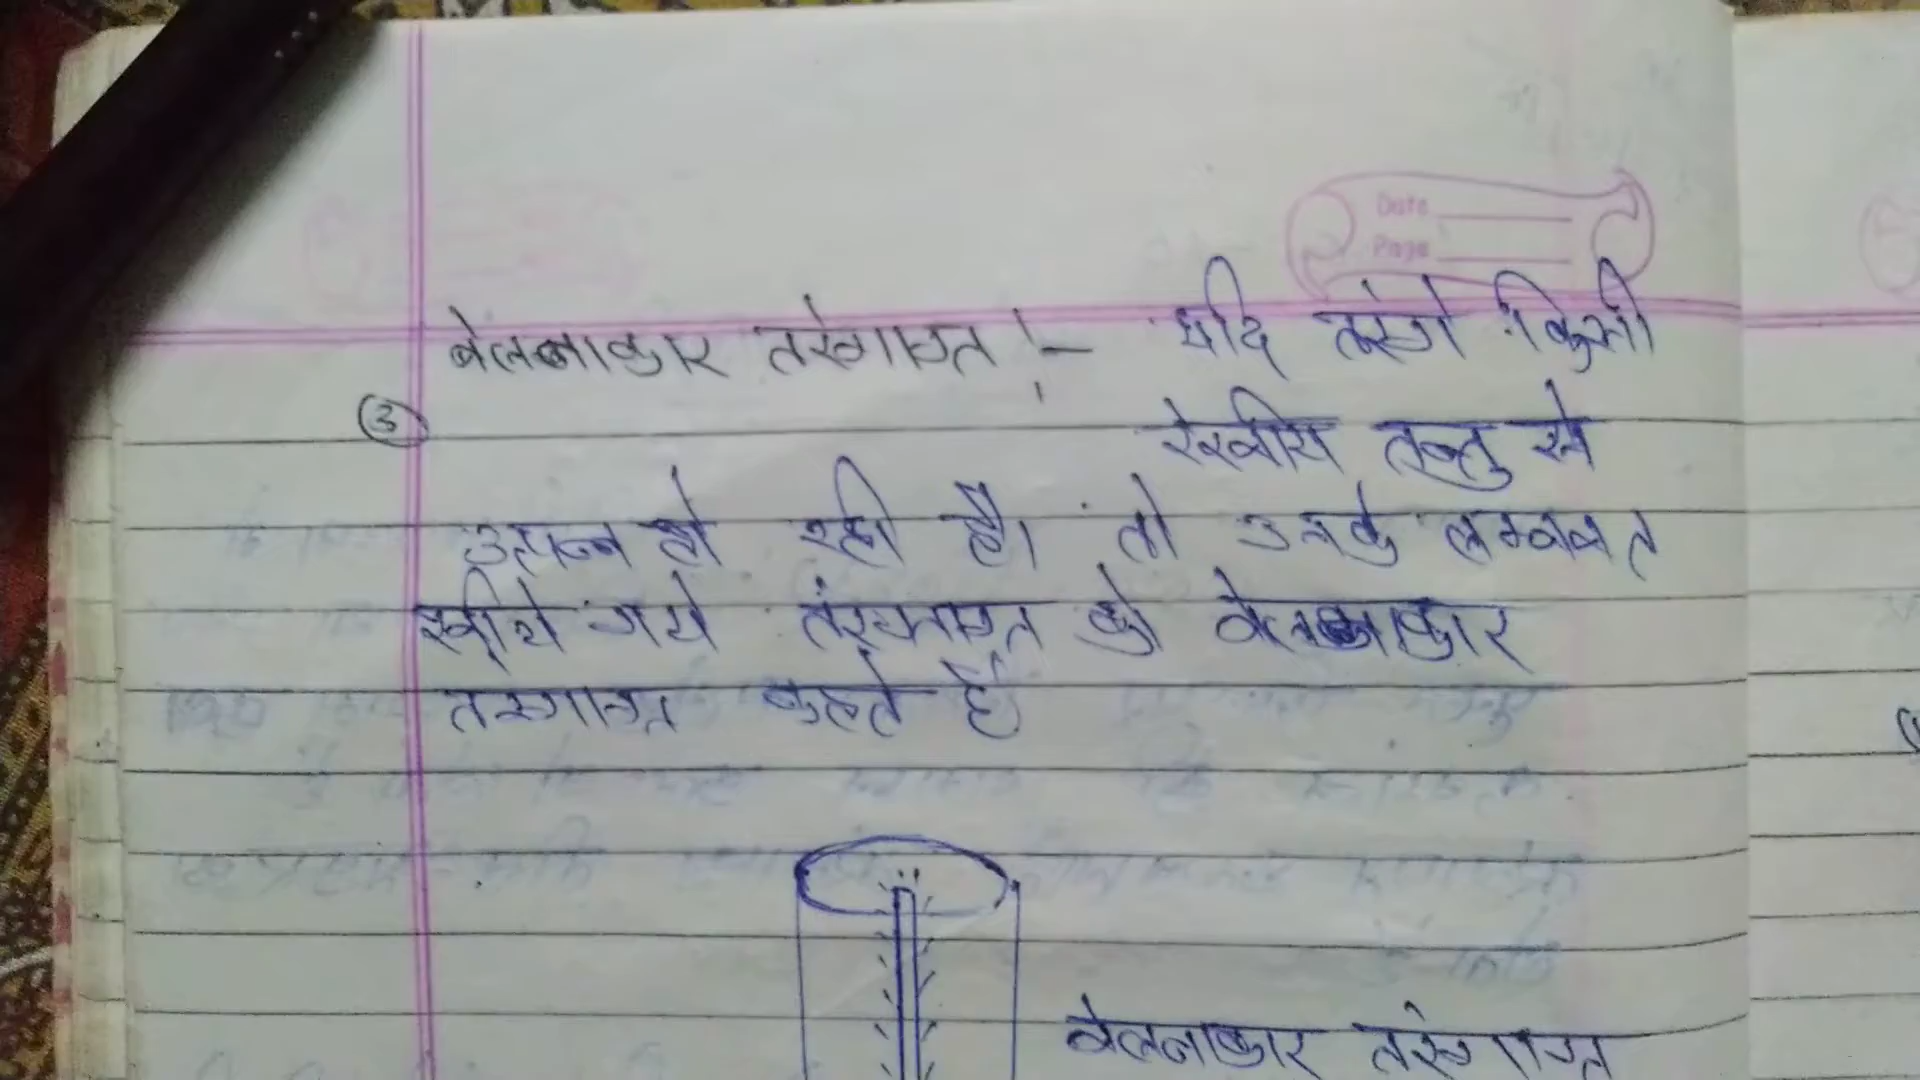 Date
Page
बेलनाकार तरंगाग्र :- यदि तरंगे किसी
③
रेखीय तन्तु से
उत्पन्न हो रही है। तो उसके लम्बवत
खीचे गये तंरगाग्र को बेलनाकार
तरंगाग्र कहते हैं
बेलनाकार तरंगाग्र